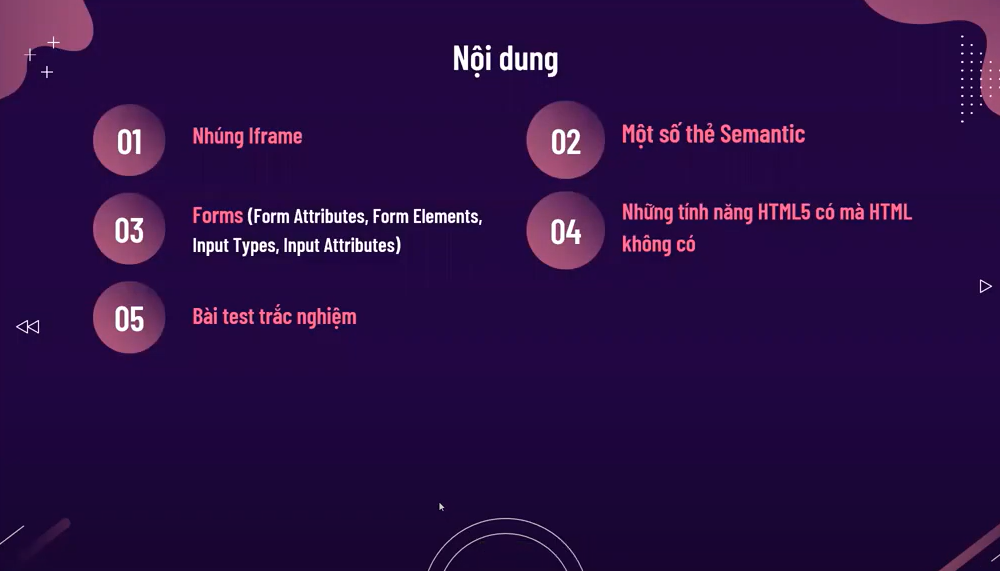 Nội dung
01
Nhúng Iframe
02
Một số thẻ Semantic
03
Forms (Form Attributes, Form Elements,
Input Types, Input Attributes)
04
Những tính năng HTML5 có mà HTML
không có
05
Bài test trắc nghiệm